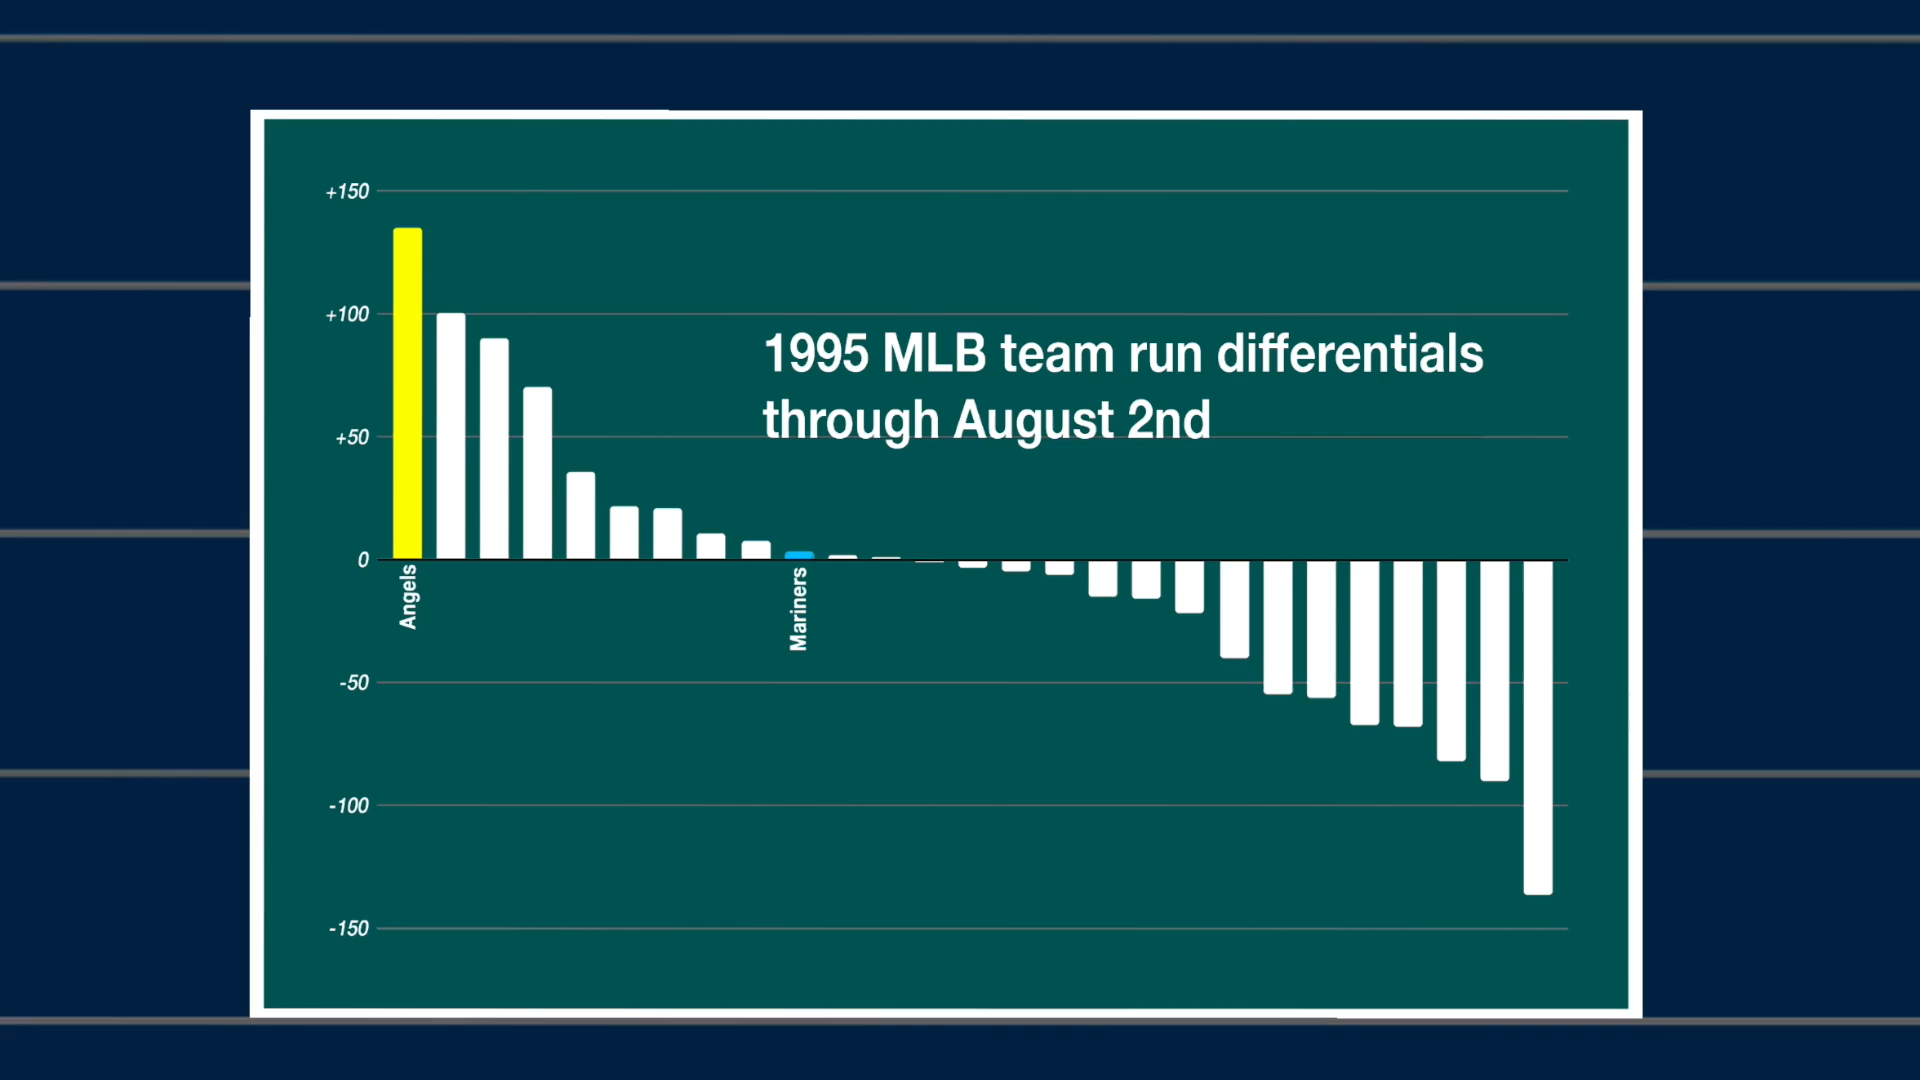 +150
+100
1995 MLB team run differentials
through August 2nd
+50
0
Angels
Mariners
-50
-100
-150